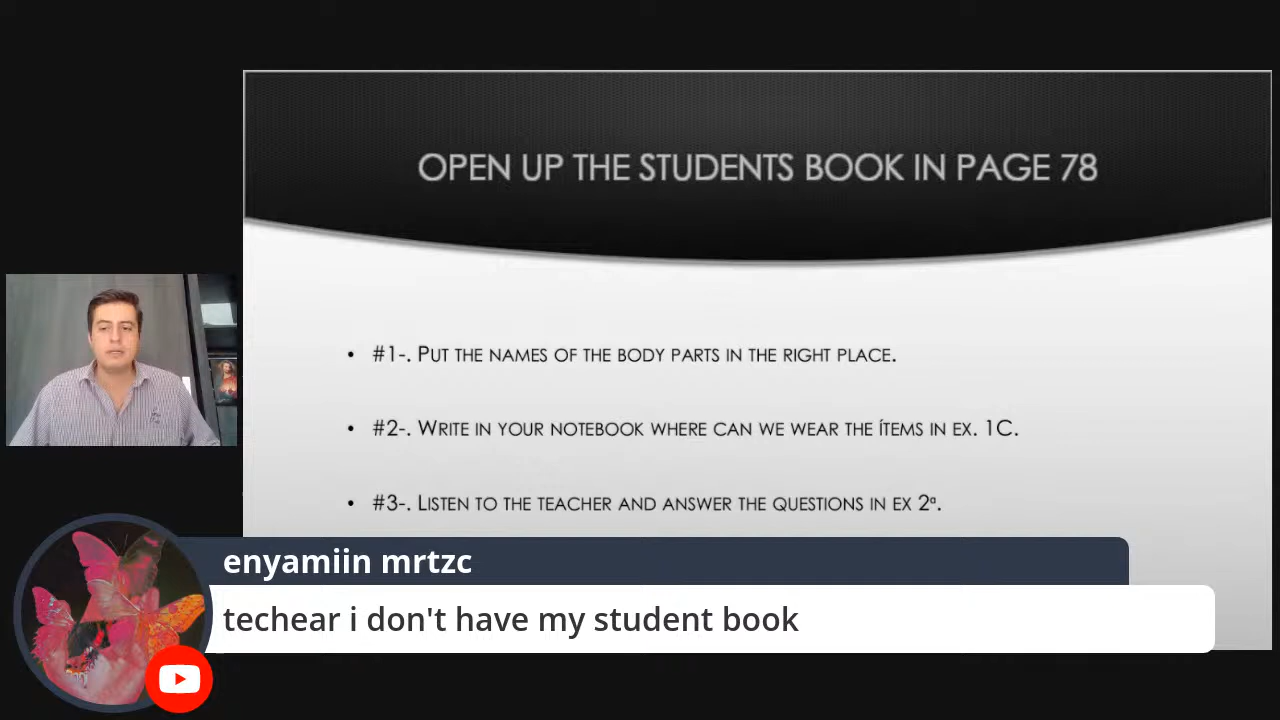 OPEN UP THE STUDENTS BOOK IN PAGE 78
• #1-. PUT THE NAMES OF THE BODY PARTS IN THE RIGHT PLACE.
• #2-. WRITE IN YOUR NOTEBOOK WHERE CAN WE WEAR THE ÍTEMS IN EX. 1C.
• #3-. LISTEN TO THE TEACHER AND ANSWER THE QUESTIONS IN EX 2ª.
enyamiin mrtzc
techear i don't have my student book